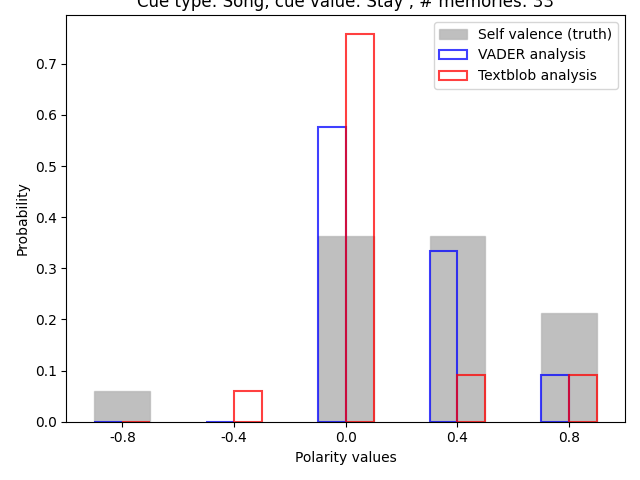 Cue type: Song, cue value: Stay , # memories: 33
Self valence (truth)
VADER analysis
Textblob analysis
Probability
0.7
0.6
0.5
0.4
0.3
0.2
0.1
0.0
-0.8 -0.4 0.0 0.4 0.8
Polarity values